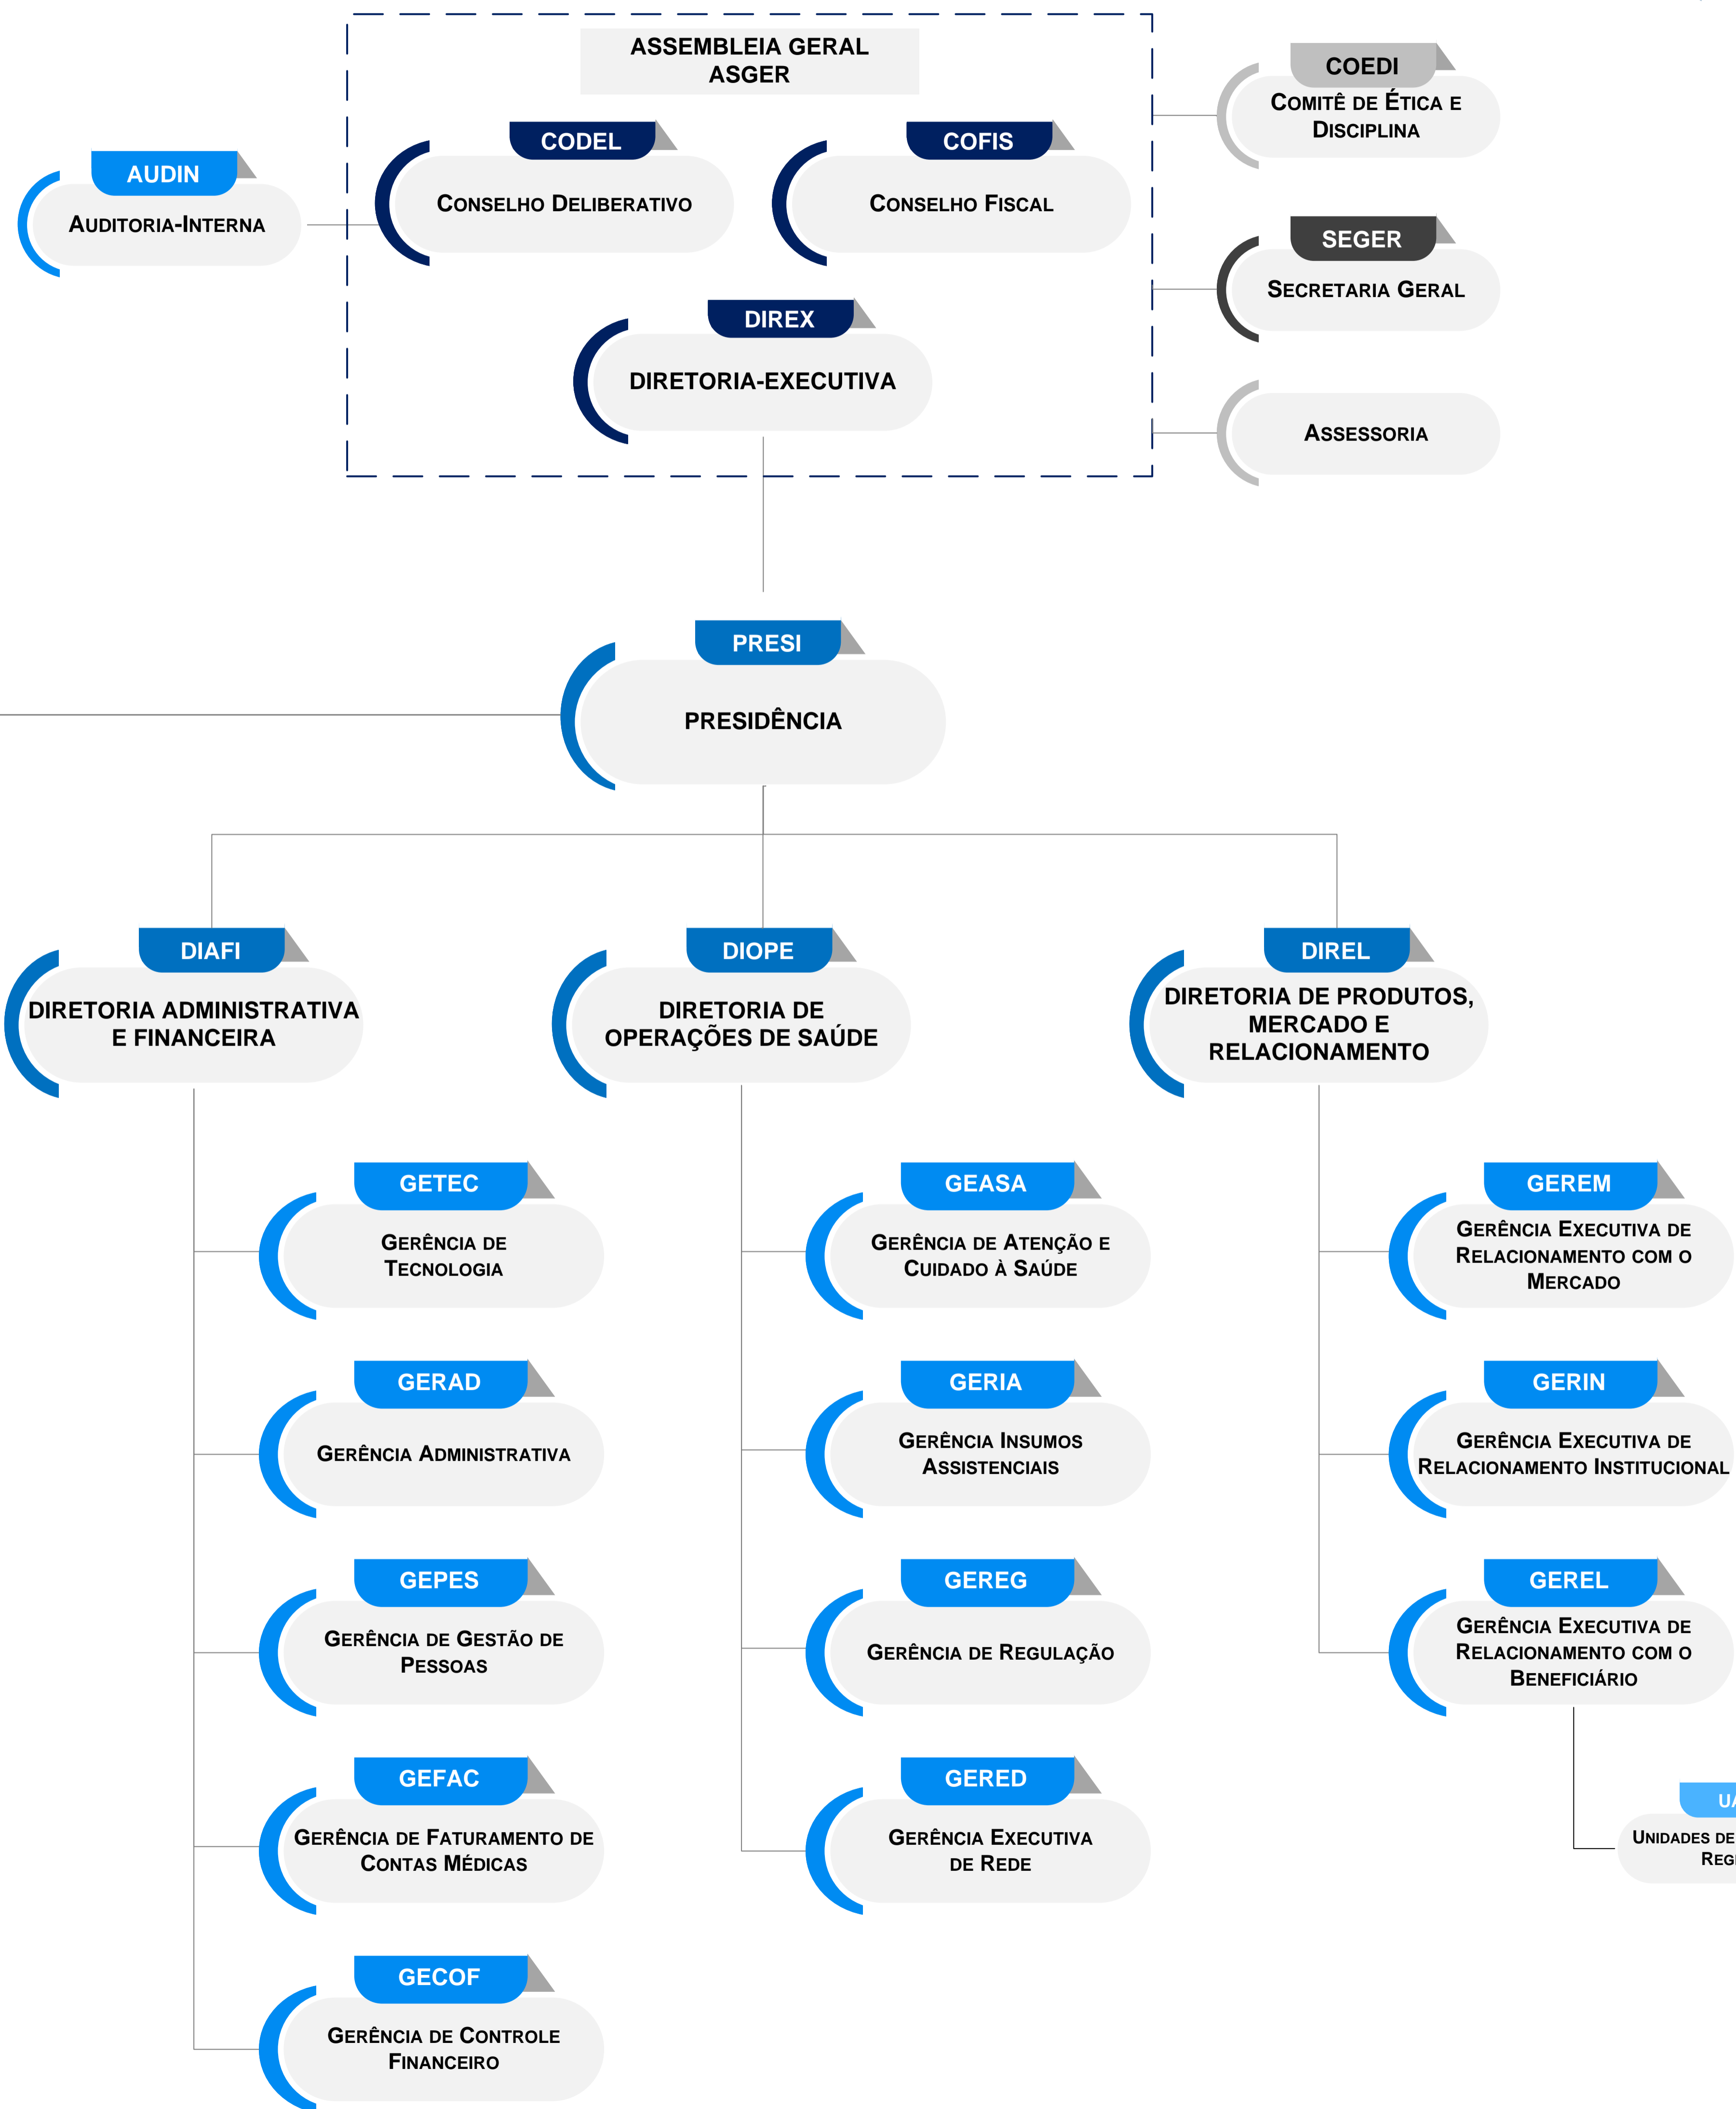 ASSEMBLEIA GERAL
ASGER
COEDI
COMITÊ DE ÉTICA E
DISCIPLINA
CODEL
CONSELHO DELIBERATIVO
COFIS
CONSELHO FISCAL
AUDIN
AUDITORIA-INTERNA
SEGER
SECRETARIA GERAL
DIREX
DIRETORIA-EXECUTIVA
ASSESSORIA
PRESI
PRESIDÊNCIA
DIAFI
DIRETORIA ADMINISTRATIVA
E FINANCEIRA
DIOPE
DIRETORIA DE
OPERAÇÕES DE SAÚDE
DIREL
DIRETORIA DE PRODUTOS,
MERCADO E
RELACIONAMENTO
GETEC
GERÊNCIA DE
TECNOLOGIA
GEASA
GERÊNCIA DE ATENÇÃO E
CUIDADO À SAÚDE
GEREM
GERÊNCIA EXECUTIVA DE
RELACIONAMENTO COM O
MERCADO
GERAD
GERÊNCIA ADMINISTRATIVA
GERIA
GERÊNCIA INSUMOS
ASSISTENCIAIS
GERIN
GERÊNCIA EXECUTIVA DE
RELACIONAMENTO INSTITUCIONAL
GEPES
GERÊNCIA DE GESTÃO DE
PESSOAS
GEREG
GERÊNCIA DE REGULAÇÃO
GEREL
GERÊNCIA EXECUTIVA DE
RELACIONAMENTO COM O
BENEFICIÁRIO
GEFAC
GERÊNCIA DE FATURAMENTO DE
CONTAS MÉDICAS
GERED
GERÊNCIA EXECUTIVA
DE REDE
UNIDADES DE
GECOF
GERÊNCIA DE CONTROLE
FINANCEIRO